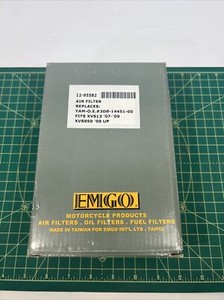 12-95582
AIR FILTER
REPLACES:
YAM-O.E.#3D8-14451-00
FITS XVS13 '07-'09
XVS950 '09 UP
EMGO
MOTORCYCLE PRODUCTS
AIR FILTERS . OIL FILTERS . FUEL FILTERS
MADE IN TAIWAN FOR EMGO INT'L LTD., TAIPEI